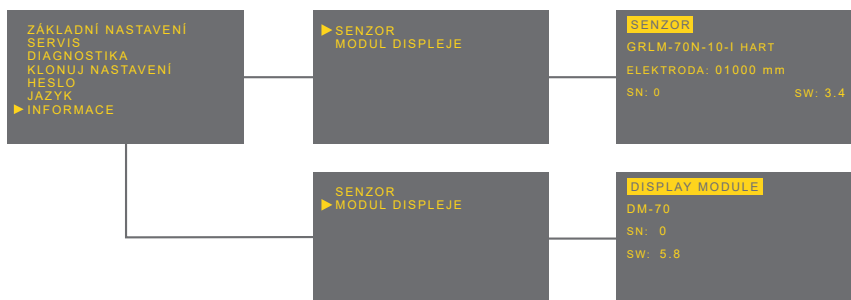 ZÁKLADNÍ NASTAVENÍ
SERVIS
DIAGNOSTIKA
KLONUJ NASTAVENÍ
HESLO
JAZYK
INFORMACE
SENZOR
MODUL DISPLEJE
SENZOR
GRLM-70N-10-I HART
ELEKTRODA: 01000 mm
SN: 0 SW: 3.4
SENZOR
MODUL DISPLEJE
DISPLAY MODULE
DM-70
SN: 0
SW: 5.8